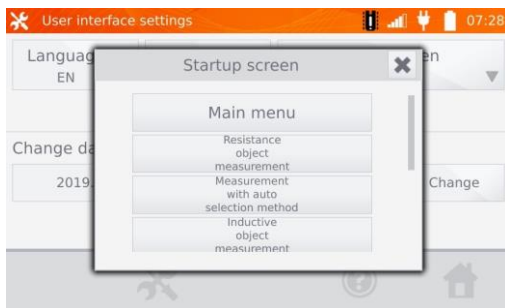 User interface settings
07:28
Languag
EN
Startup screen
en
Main menu
Resistance
object
measurement
Measurement
with auto
selection method
Inductive
object
measurement
Change da
2019.
Change